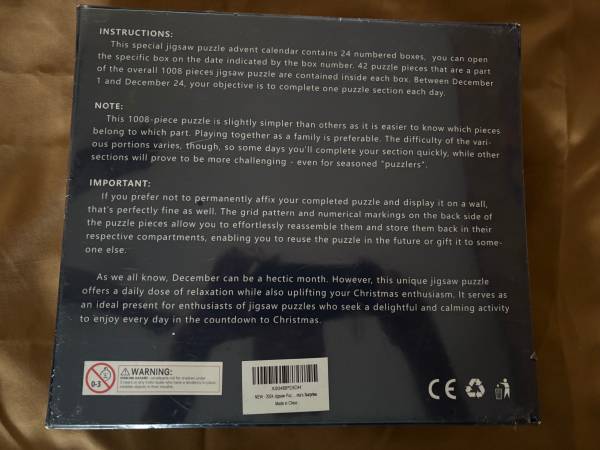 INSTRUCTIONS:
This special jigsaw puzzle advent calendar contains 24 numbered boxes, you can open
the specific box on the date indicated by the box number. 42 puzzle pieces that are a part
of the overall 1008 pieces jigsaw puzzle are contained inside each box. Between December
1 and December 24, your objective is to complete one puzzle section each day.
NOTE:
This 1008-piece puzzle is slightly simpler than others as it is easier to know which pieces
belong to which part. Playing together as a family is preferable. The difficulty of the vari-
ous portions varies, though, so some days you'll complete your section quickly, while other
sections will prove to be more challenging - even for seasoned "puzzlers".
IMPORTANT:
If you prefer not to permanently affix your completed puzzle and display it on a wall,
that's perfectly fine as well. The grid pattern and numerical markings on the back side of
the puzzle pieces allow you to effortlessly reassemble them and store them back in their
respective compartments, enabling you to reuse the puzzle in the future or gift it to some-
one else.
As we all know, December can be a hectic month. However, this unique jigsaw puzzle
offers a daily dose of relaxation while also uplifting your Christmas enthusiasm. It serves as
an ideal present for enthusiasts of jigsaw puzzles who seek a delightful and calming activity
to enjoy every day in the countdown to Christmas.
0-3
WARNING:
NEW - 2024 Jigsaw Puz... nta's Surprise
Made in China
CE